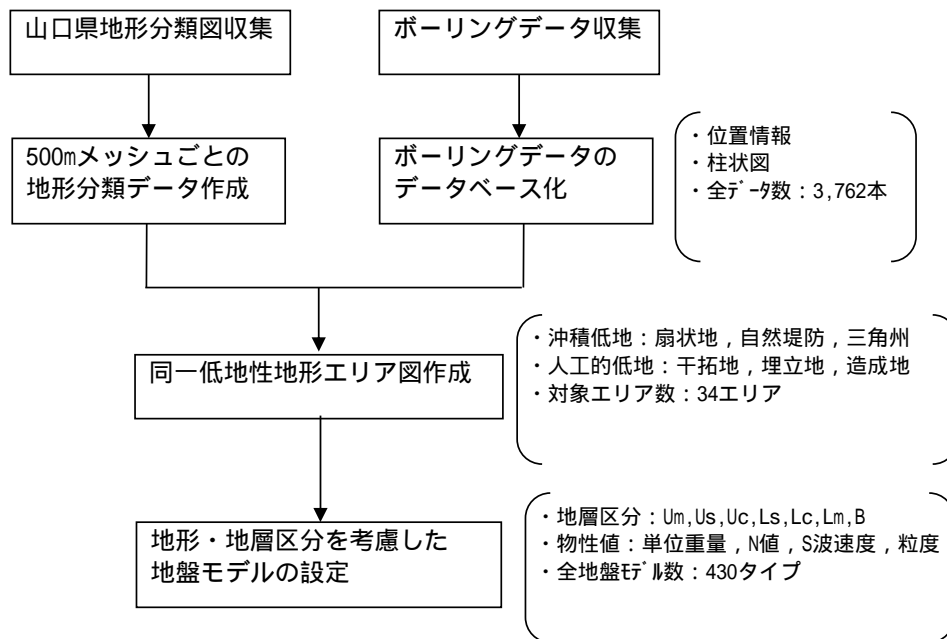 山口県地形分類図収集
ボーリングデータ収集
500mメッシュごとの
地形分類データ作成
ボーリングデータの
データベース化
・位置情報
・柱状図
・全ﾃﾞｰﾀ数：3,762本
同一低地性地形エリア図作成
・沖積低地：扇状地，自然堤防，三角州
・人工的低地：干拓地，埋立地，造成地
・対象エリア数：34エリア
地形・地層区分を考慮した
地盤モデルの設定
・地層区分：Um,Us,Uc,Ls,Lc,Lm,B
・物性値：単位重量，N値，S波速度，粒度
・全地盤ﾓﾃﾞﾙ数：430タイプ